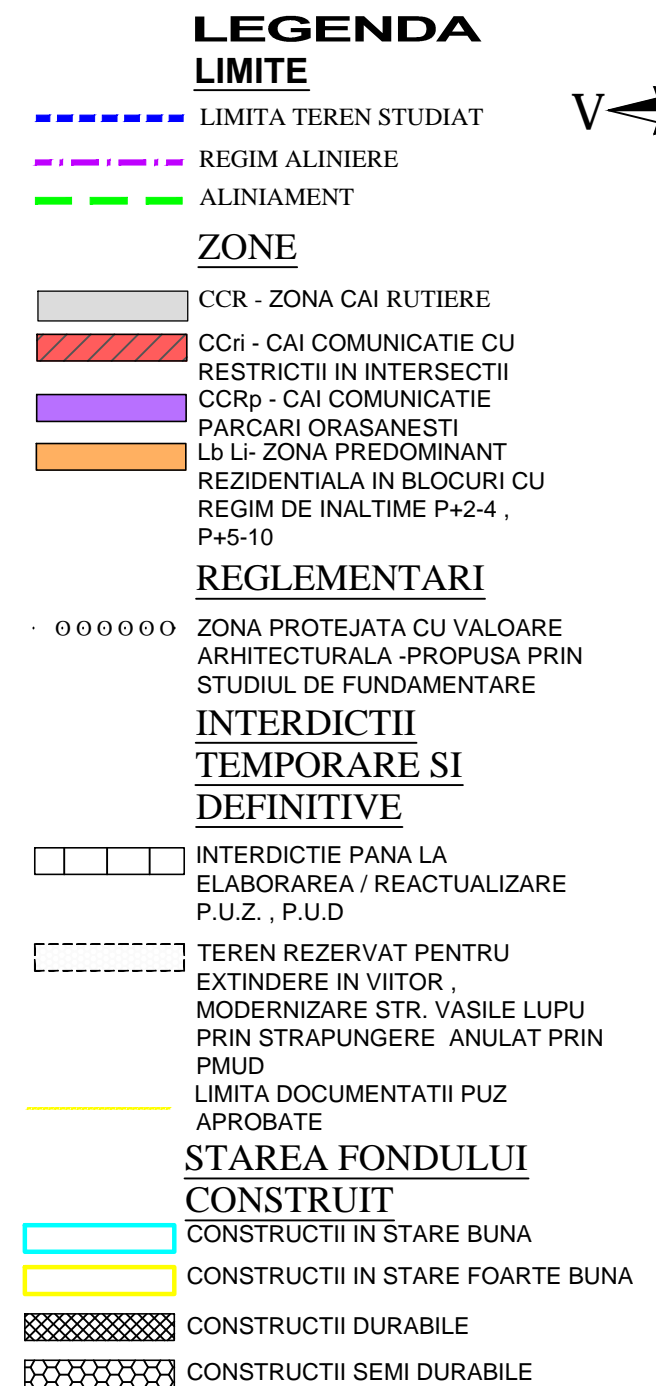 LEGENDA
LIMITE
LIMITA TEREN STUDIAT
V
REGIM ALINIERE
ALINIAMENT
ZONE
CCR - ZONA CAI RUTIERE
CCri - CAI COMUNICATIE CU
RESTRICTII IN INTERSECTII
CCRp - CAI COMUNICATIE
PARCARI ORASANESTI
Lb Li- ZONA PREDOMINANT
REZIDENTIALA IN BLOCURI CU
REGIM DE INALTIME P+2-4 ,
P+5-10
REGLEMENTARI
ZONA PROTEJATA CU VALOARE
ARHITECTURALA -PROPUSA PRIN
STUDIUL DE FUNDAMENTARE
INTERDICTII
TEMPORARE SI
DEFINITIVE
INTERDICTIE PANA LA
ELABORAREA / REACTUALIZARE
P.U.Z. , P.U.D
TEREN REZERVAT PENTRU
EXTINDERE IN VIITOR ,
MODERNIZARE STR. VASILE LUPU
PRIN STRAPUNGERE ANULAT PRIN
PMUD
LIMITA DOCUMENTATII PUZ
APROBATE
STAREA FONDULUI
CONSTRUIT
CONSTRUCTII IN STARE BUNA
CONSTRUCTII IN STARE FOARTE BUNA
CONSTRUCTII DURABILE
CONSTRUCTII SEMI DURABILE